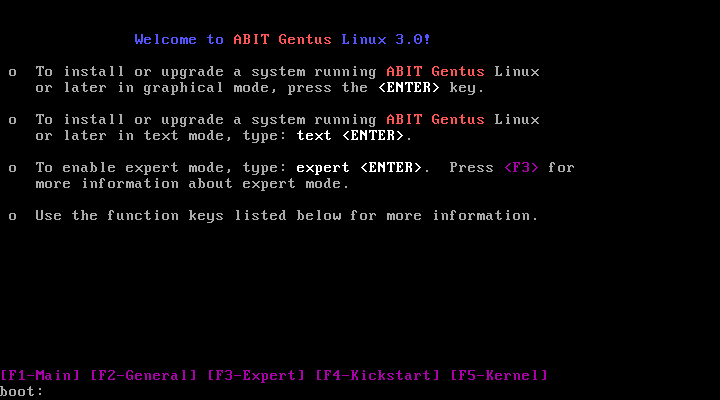 Welcome to ABIT Gentus Linux 3.0!
o To install or upgrade a system running ABIT Gentus Linux
or later in graphical mode, press the <ENTER> key.
o To install or upgrade a system running ABIT Gentus Linux
or later in text mode, type: text <ENTER>.
o To enable expert mode, type: expert <ENTER>. Press <F3> for
more information about expert mode.
o Use the function keys listed below for more information.
[F1-Main] [F2-General] [F3-Expert] [F4-Kickstart] [F5-Kernel]
boot: